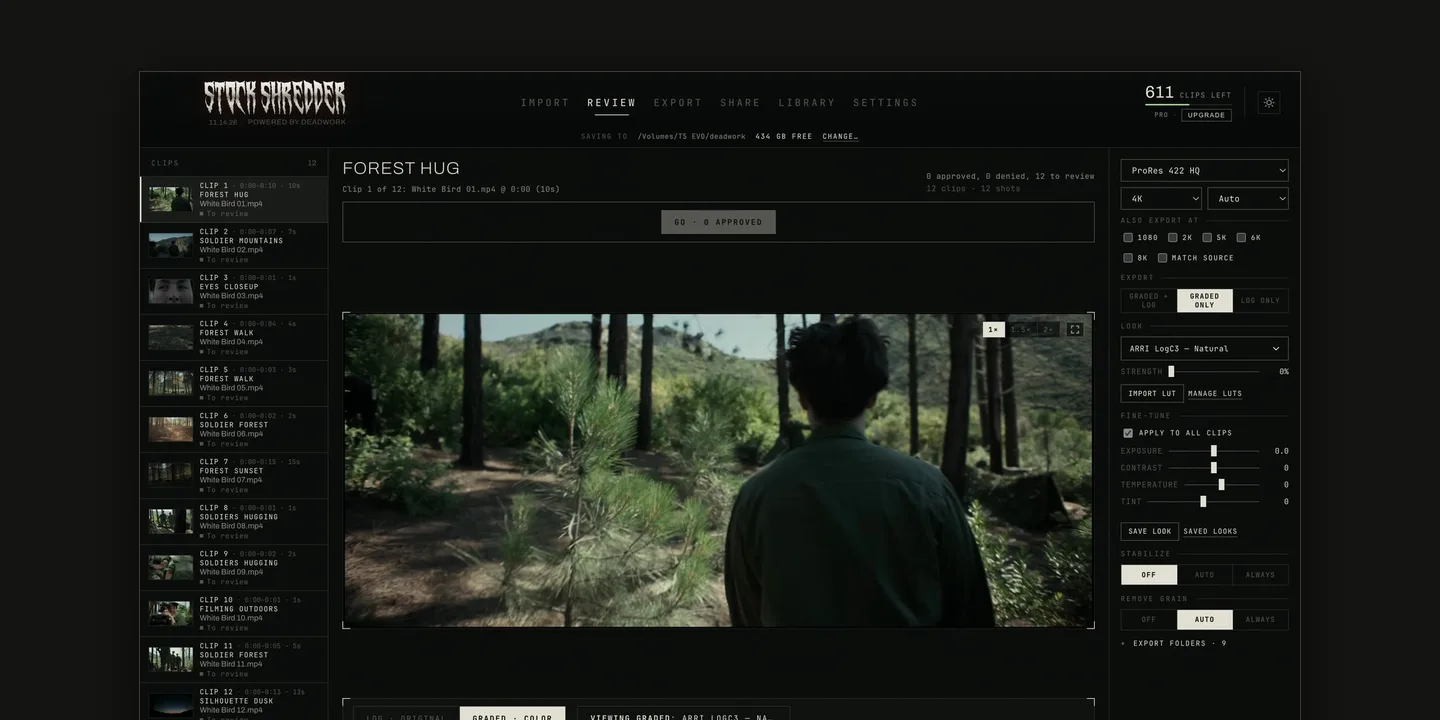 STOCK SHREDDER
11.14.26 POWERED BY DEADWORK
IMPORT REVIEW EXPORT SHARE LIBRARY SETTINGS
SAVING TO /Volumes/T5 EVO/deadwork 434 GB FREE CHANGE…
611 CLIPS LEFT
PRO · UPGRADE
CLIPS 12
CLIP 1 · 0:00–0:10 · 10s
FOREST HUG
White Bird 01.mp4
To review
CLIP 2 · 0:00–0:07 · 7s
SOLDIER MOUNTAINS
White Bird 02.mp4
To review
CLIP 3 · 0:00–0:01 · 1s
EYES CLOSEUP
White Bird 03.mp4
To review
CLIP 4 · 0:00–0:04 · 4s
FOREST WALK
White Bird 04.mp4
To review
CLIP 5 · 0:00–0:03 · 3s
FOREST WALK
White Bird 05.mp4
To review
CLIP 6 · 0:00–0:02 · 2s
SOLDIER FOREST
White Bird 06.mp4
To review
CLIP 7 · 0:00–0:15 · 15s
FOREST SUNSET
White Bird 07.mp4
To review
CLIP 8 · 0:00–0:01 · 1s
SOLDIERS HUGGING
White Bird 08.mp4
To review
CLIP 9 · 0:00–0:02 · 2s
SOLDIERS HUGGING
White Bird 09.mp4
To review
CLIP 10 · 0:00–0:01 · 1s
FILMING OUTDOORS
White Bird 10.mp4
To review
CLIP 11 · 0:00–0:05 · 5s
SOLDIER FOREST
White Bird 11.mp4
To review
CLIP 12 · 0:00–0:13 · 13s
SILHOUETTE DUSK
White Bird 12.mp4
FOREST HUG
Clip 1 of 12: White Bird 01.mp4 @ 0:00 (10s)
0 approved, 0 denied, 12 to review
12 clips · 12 shots
GO · 0 APPROVED
1× 1.5× 2×
LOG · ORIGINAL GRADED · COLOR VIEWING GRADED: ARRI LOGC3 — NA…
ProRes 422 HQ
4K Auto
ALSO EXPORT AT
1080 2K 5K 6K
8K MATCH SOURCE
EXPORT
GRADED + LOG
GRADED ONLY
LOG ONLY
LOOK
ARRI LogC3 — Natural
STRENGTH 0%
IMPORT LUT MANAGE LUTS
FINE-TUNE
APPLY TO ALL CLIPS
EXPOSURE 0.0
CONTRAST 0
TEMPERATURE 0
TINT 0
SAVE LOOK SAVED LOOKS
STABILIZE
OFF AUTO ALWAYS
REMOVE GRAIN
OFF AUTO ALWAYS
+ EXPORT FOLDERS · 9